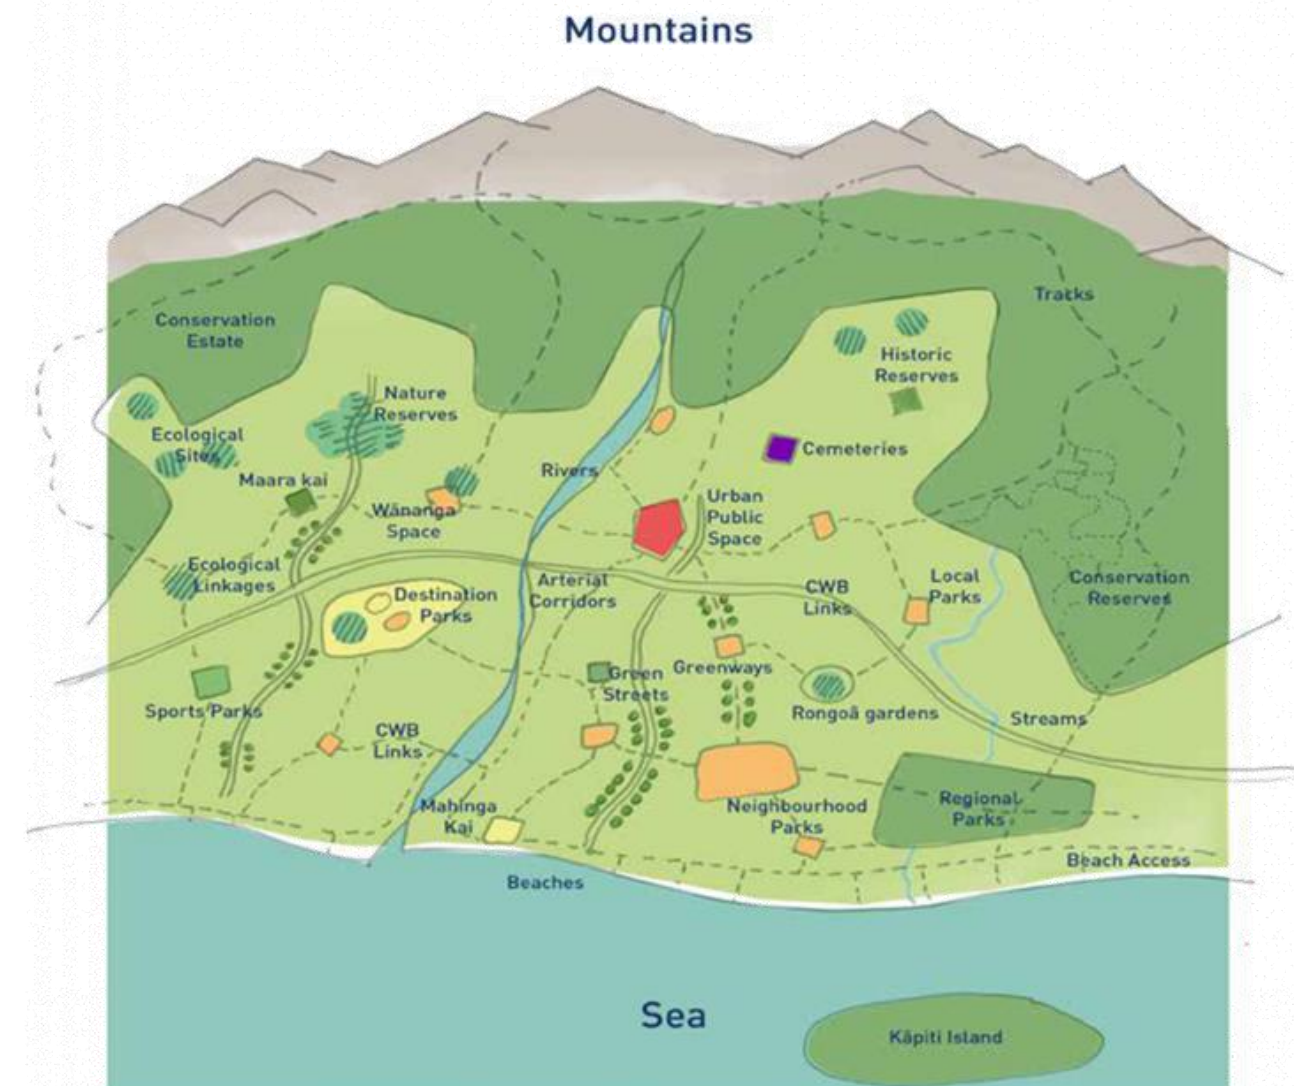 Mountains
Tracks
Conservation
Estate
Historic
Reserves
Nature
Reserves
Ecological
Sites
Cemeteries
Rivers
Maara kai
Urban
Public
Space
Wānanga
Space
Ecological
Linkages
Arterial
Corridors
CWB
Links
Local
Parks
Conservation
Reserves
Destination
Parks
Green
Streets
Greenways
Sports Parks
Rongoā gardens
Streams
CWB
Links
Mahinga
Kai
Neighbourhood
Parks
Regional
Parks
Beach Access
Beaches
Sea
Kāpiti Island